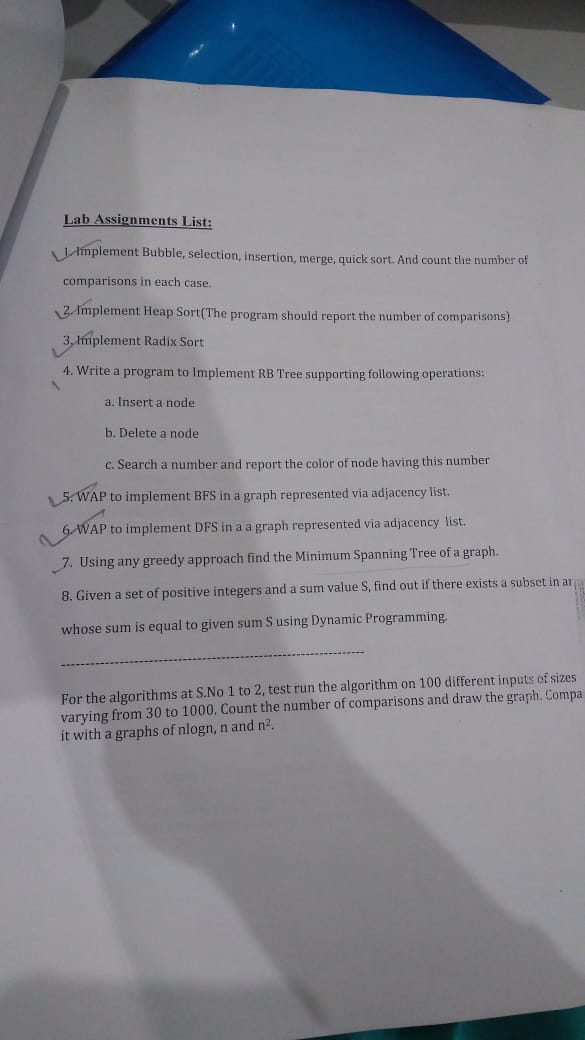 Lab Assignments List:
1. Implement Bubble, selection, insertion, merge, quick sort. And count the number of
comparisons in each case.
2. Implement Heap Sort(The program should report the number of comparisons)
3. Implement Radix Sort
4. Write a program to Implement RB Tree supporting following operations:
a. Insert a node
b. Delete a node
c. Search a number and report the color of node having this number
5. WAP to implement BFS in a graph represented via adjacency list.
6. WAP to implement DFS in a a graph represented via adjacency list.
7. Using any greedy approach find the Minimum Spanning Tree of a graph.
8. Given a set of positive integers and a sum value S, find out if there exists a subset in
whose sum is equal to given sum S using Dynamic Programming.
For the algorithms at S.No 1 to 2, test run the algorithm on 100 different inputs of sizes
varying from 30 to 1000. Count the number of comparisons and draw the graph. Compa
it with a graphs of nlogn, n and n².